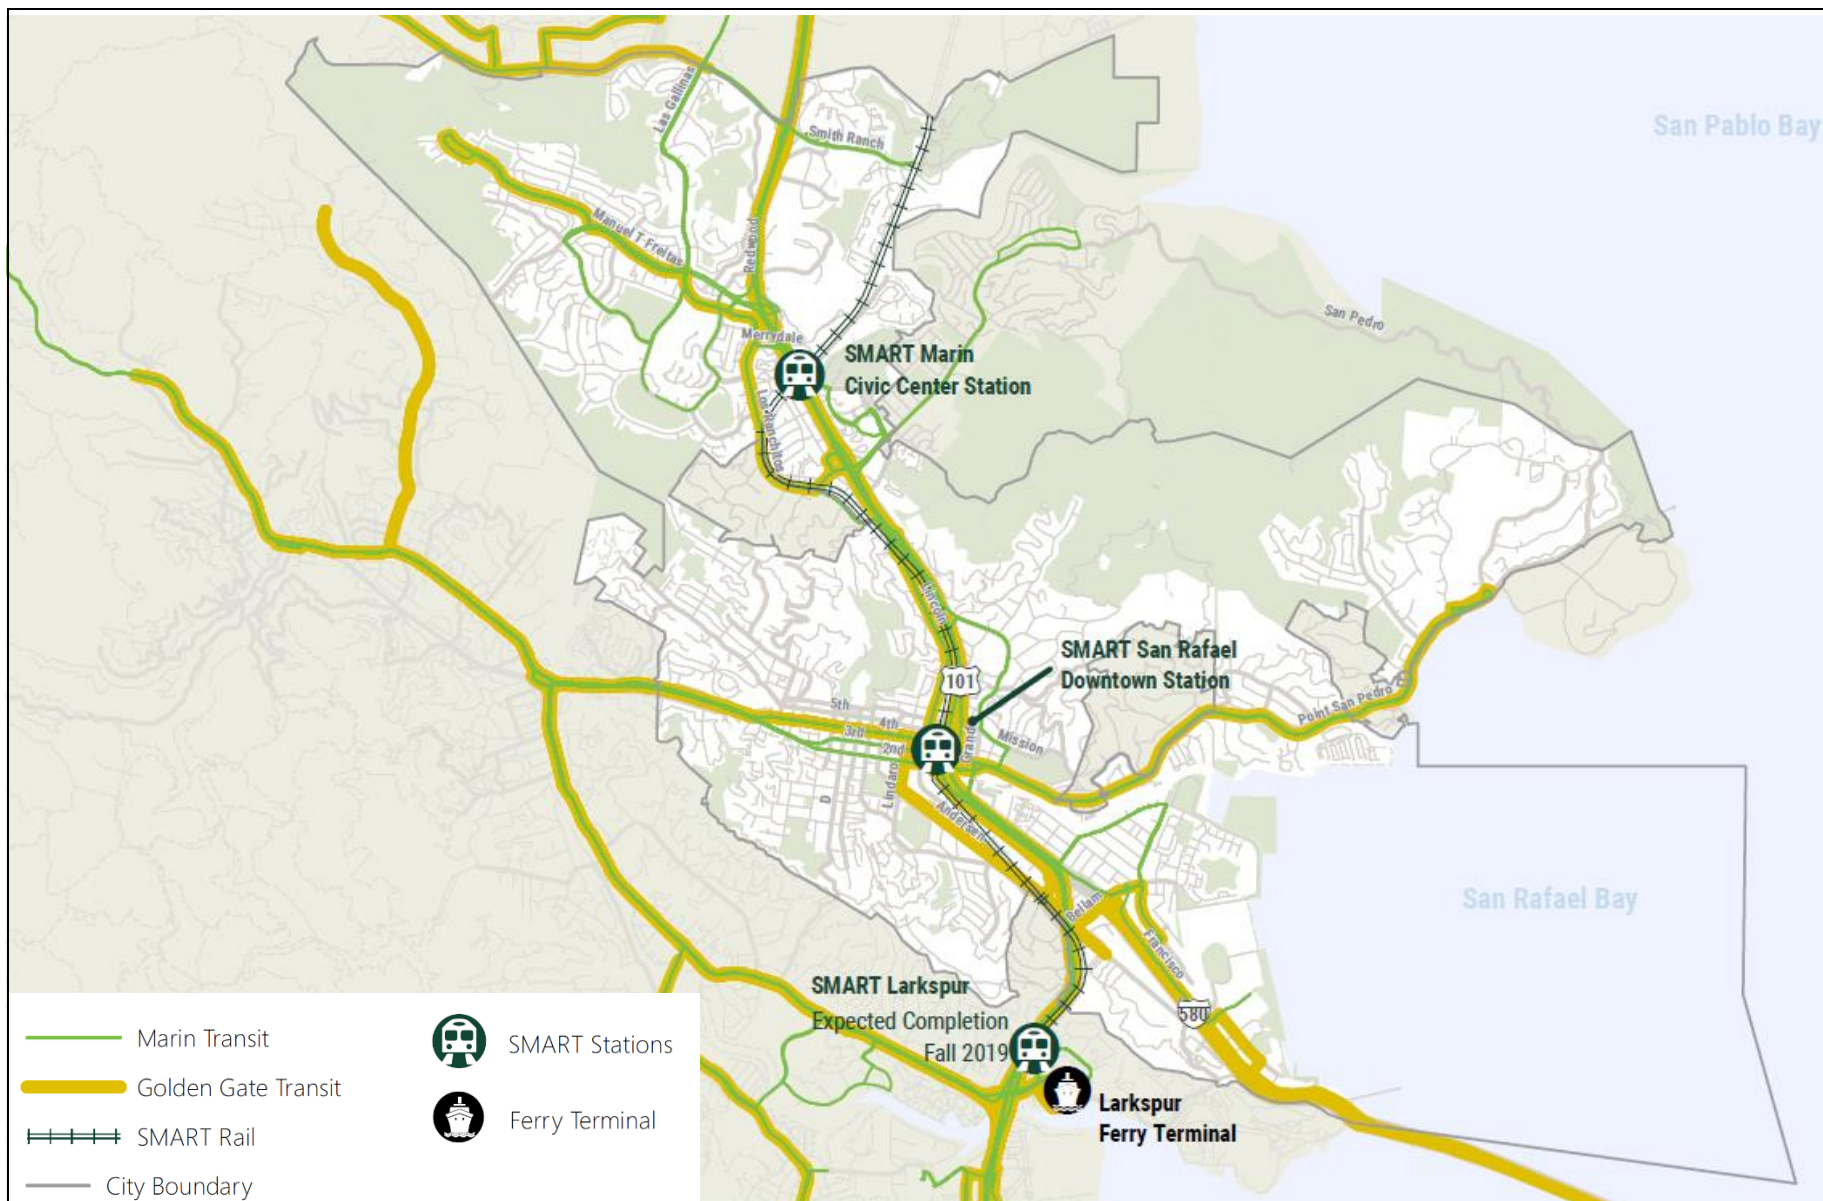 San Pablo Bay
Las Gallinas
Smith Ranch
Manuel T Freitas
Redwood
San Pedro
Merrydale
SMART Marin
Civic Center Station
Los Ranchitos
Lincoln
101
SMART San Rafael
Downtown Station
5th
4th
3rd
2nd
Grand
Mission
Point San Pedro
Lindaro
D
Andersen
Bellam
San Rafael Bay
Francisco
580
SMART Larkspur
Expected Completion
Fall 2019
Larkspur
Ferry Terminal
Marin Transit
Golden Gate Transit
SMART Rail
City Boundary
SMART Stations
Ferry Terminal